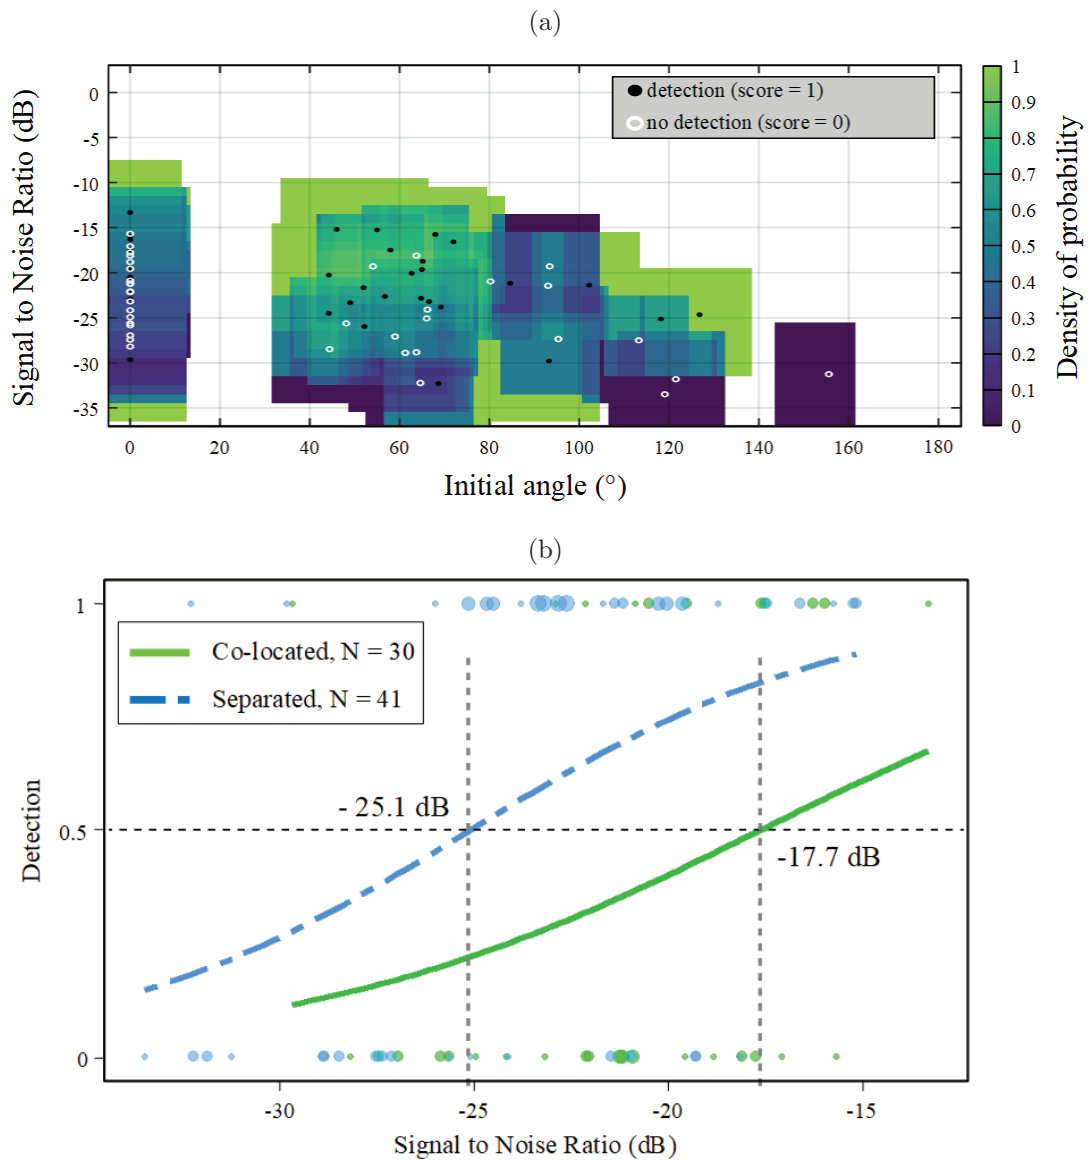 (a)
Signal to Noise Ratio (dB)
0
-5
-10
-15
-20
-25
-30
-35
detection (score = 1)
no detection (score = 0)
0
20
40
60
80
100
120
140
160
180
Initial angle (°)
1
0.9
0.8
0.7
0.6
0.5
0.4
0.3
0.2
0.1
0
Density of probability
(b)
Detection
1
0.5
0
Co-located, N = 30
Separated, N = 41
- 25.1 dB
-17.7 dB
-30
-25
-20
-15
Signal to Noise Ratio (dB)